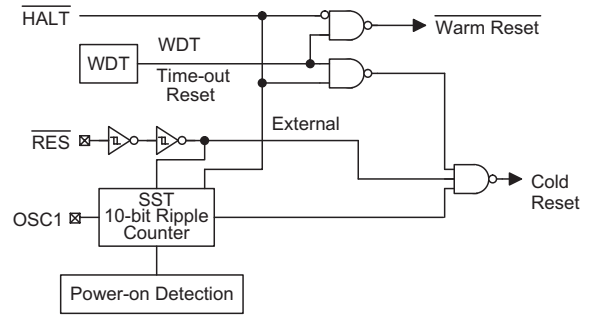 HALT
Warm Reset
WDT
WDT
Time-out
Reset
RES
External
Cold
Reset
OSC1
SST
10-bit Ripple
Counter
Power-on Detection